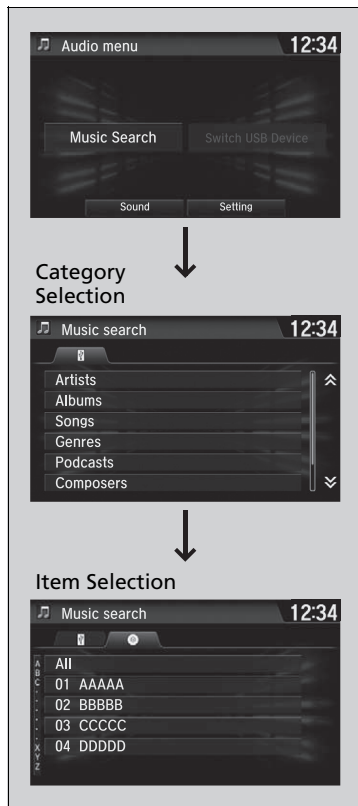 Audio menu 12:34
Music Search Switch USB Device
Sound Setting
Category
Selection
Music search 12:34
Artists
Albums
Songs
Genres
Podcasts
Composers
Item Selection
Music search 12:34
A
B
C
All
01 AAAAA
02 BBBBB
03 CCCCC
04 DDDDD
X
Y
Z